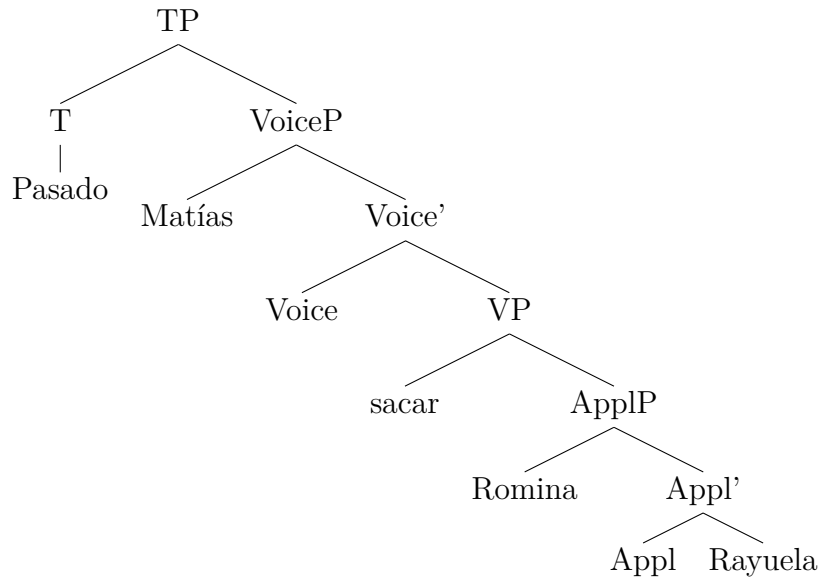 TP
T VoiceP
Pasado
Matías Voice’
Voice VP
sacar ApplP
Romina Appl’
Appl Rayuela